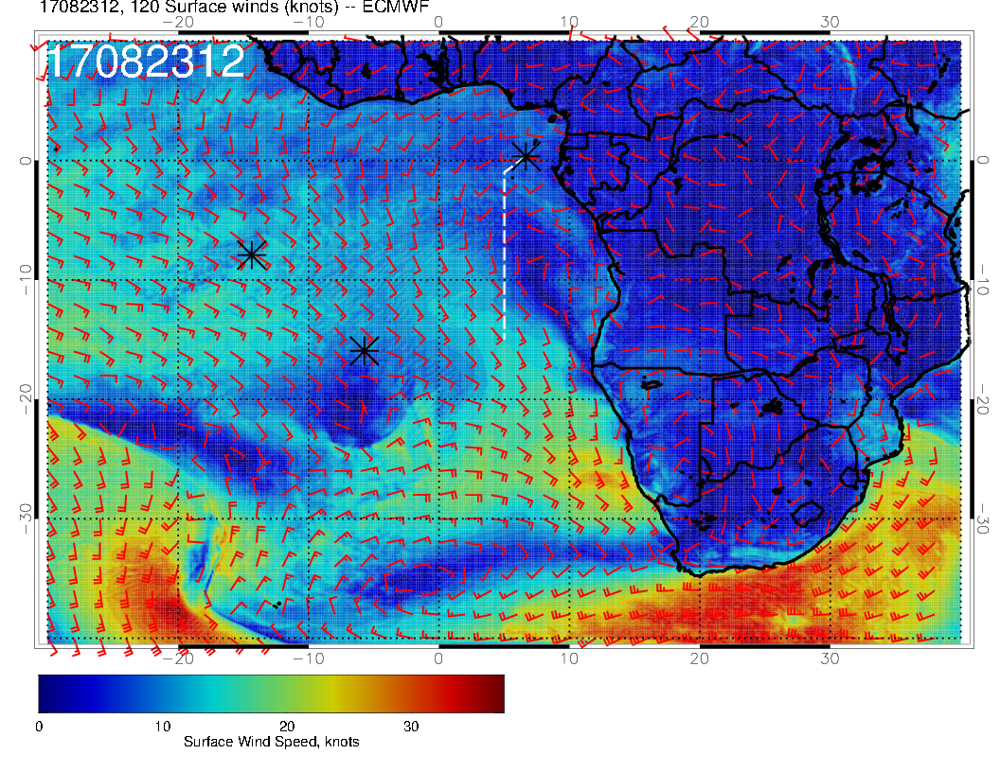 17082312, 120 Surface winds (knots) -- ECMWF
−20 −10 0 10 20 30
17082312
0 0
−10 −10
−20 −20
−30 −30
−20 −10 0 10 20 30
0 10 20 30
Surface Wind Speed, knots